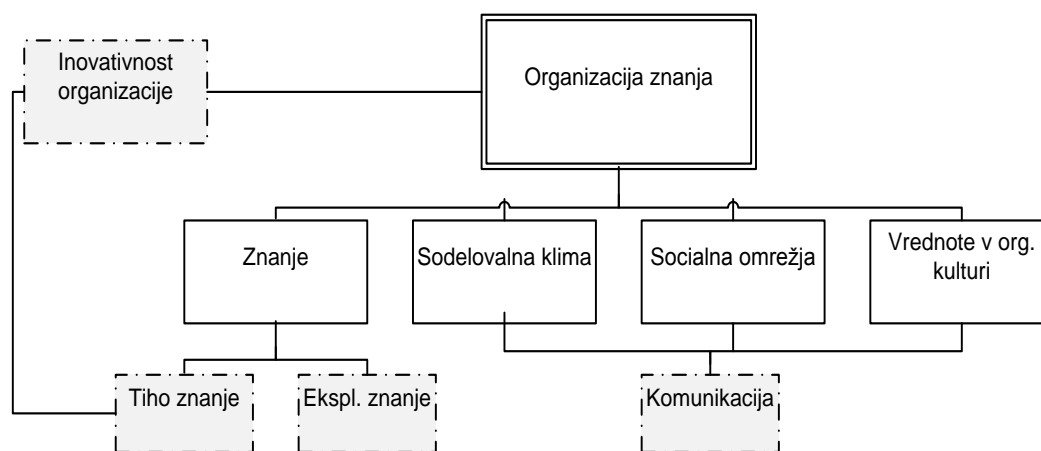 Inovativnost
organizacije
Organizacija znanja
Znanje
Sodelovalna klima
Socialna omrežja
Vrednote v org.
kulturi
Tiho znanje
Ekspl. znanje
Komunikacija